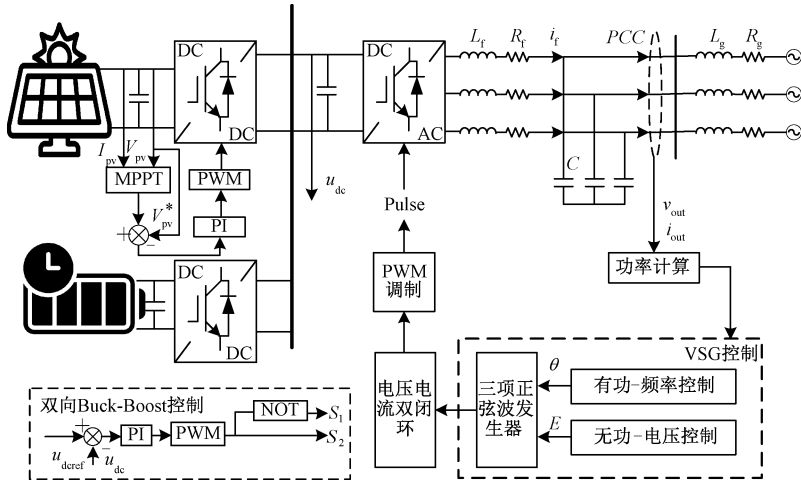 DC
DC
I_pv V_pv
MPPT
V_pv*
+
−
PWM
PI
u_dc
DC
AC
L_f R_f i_f PCC L_g R_g
C
v_out
i_out
Pulse
PWM
调制
功率计算
DC
DC
VSG控制
θ
有功-频率控制
E
无功-电压控制
三项正
弦波发
生器
电压电
流双闭
环
双向Buck-Boost控制
+
−
u_dcref
u_dc
PI
PWM
NOT
S_1
S_2